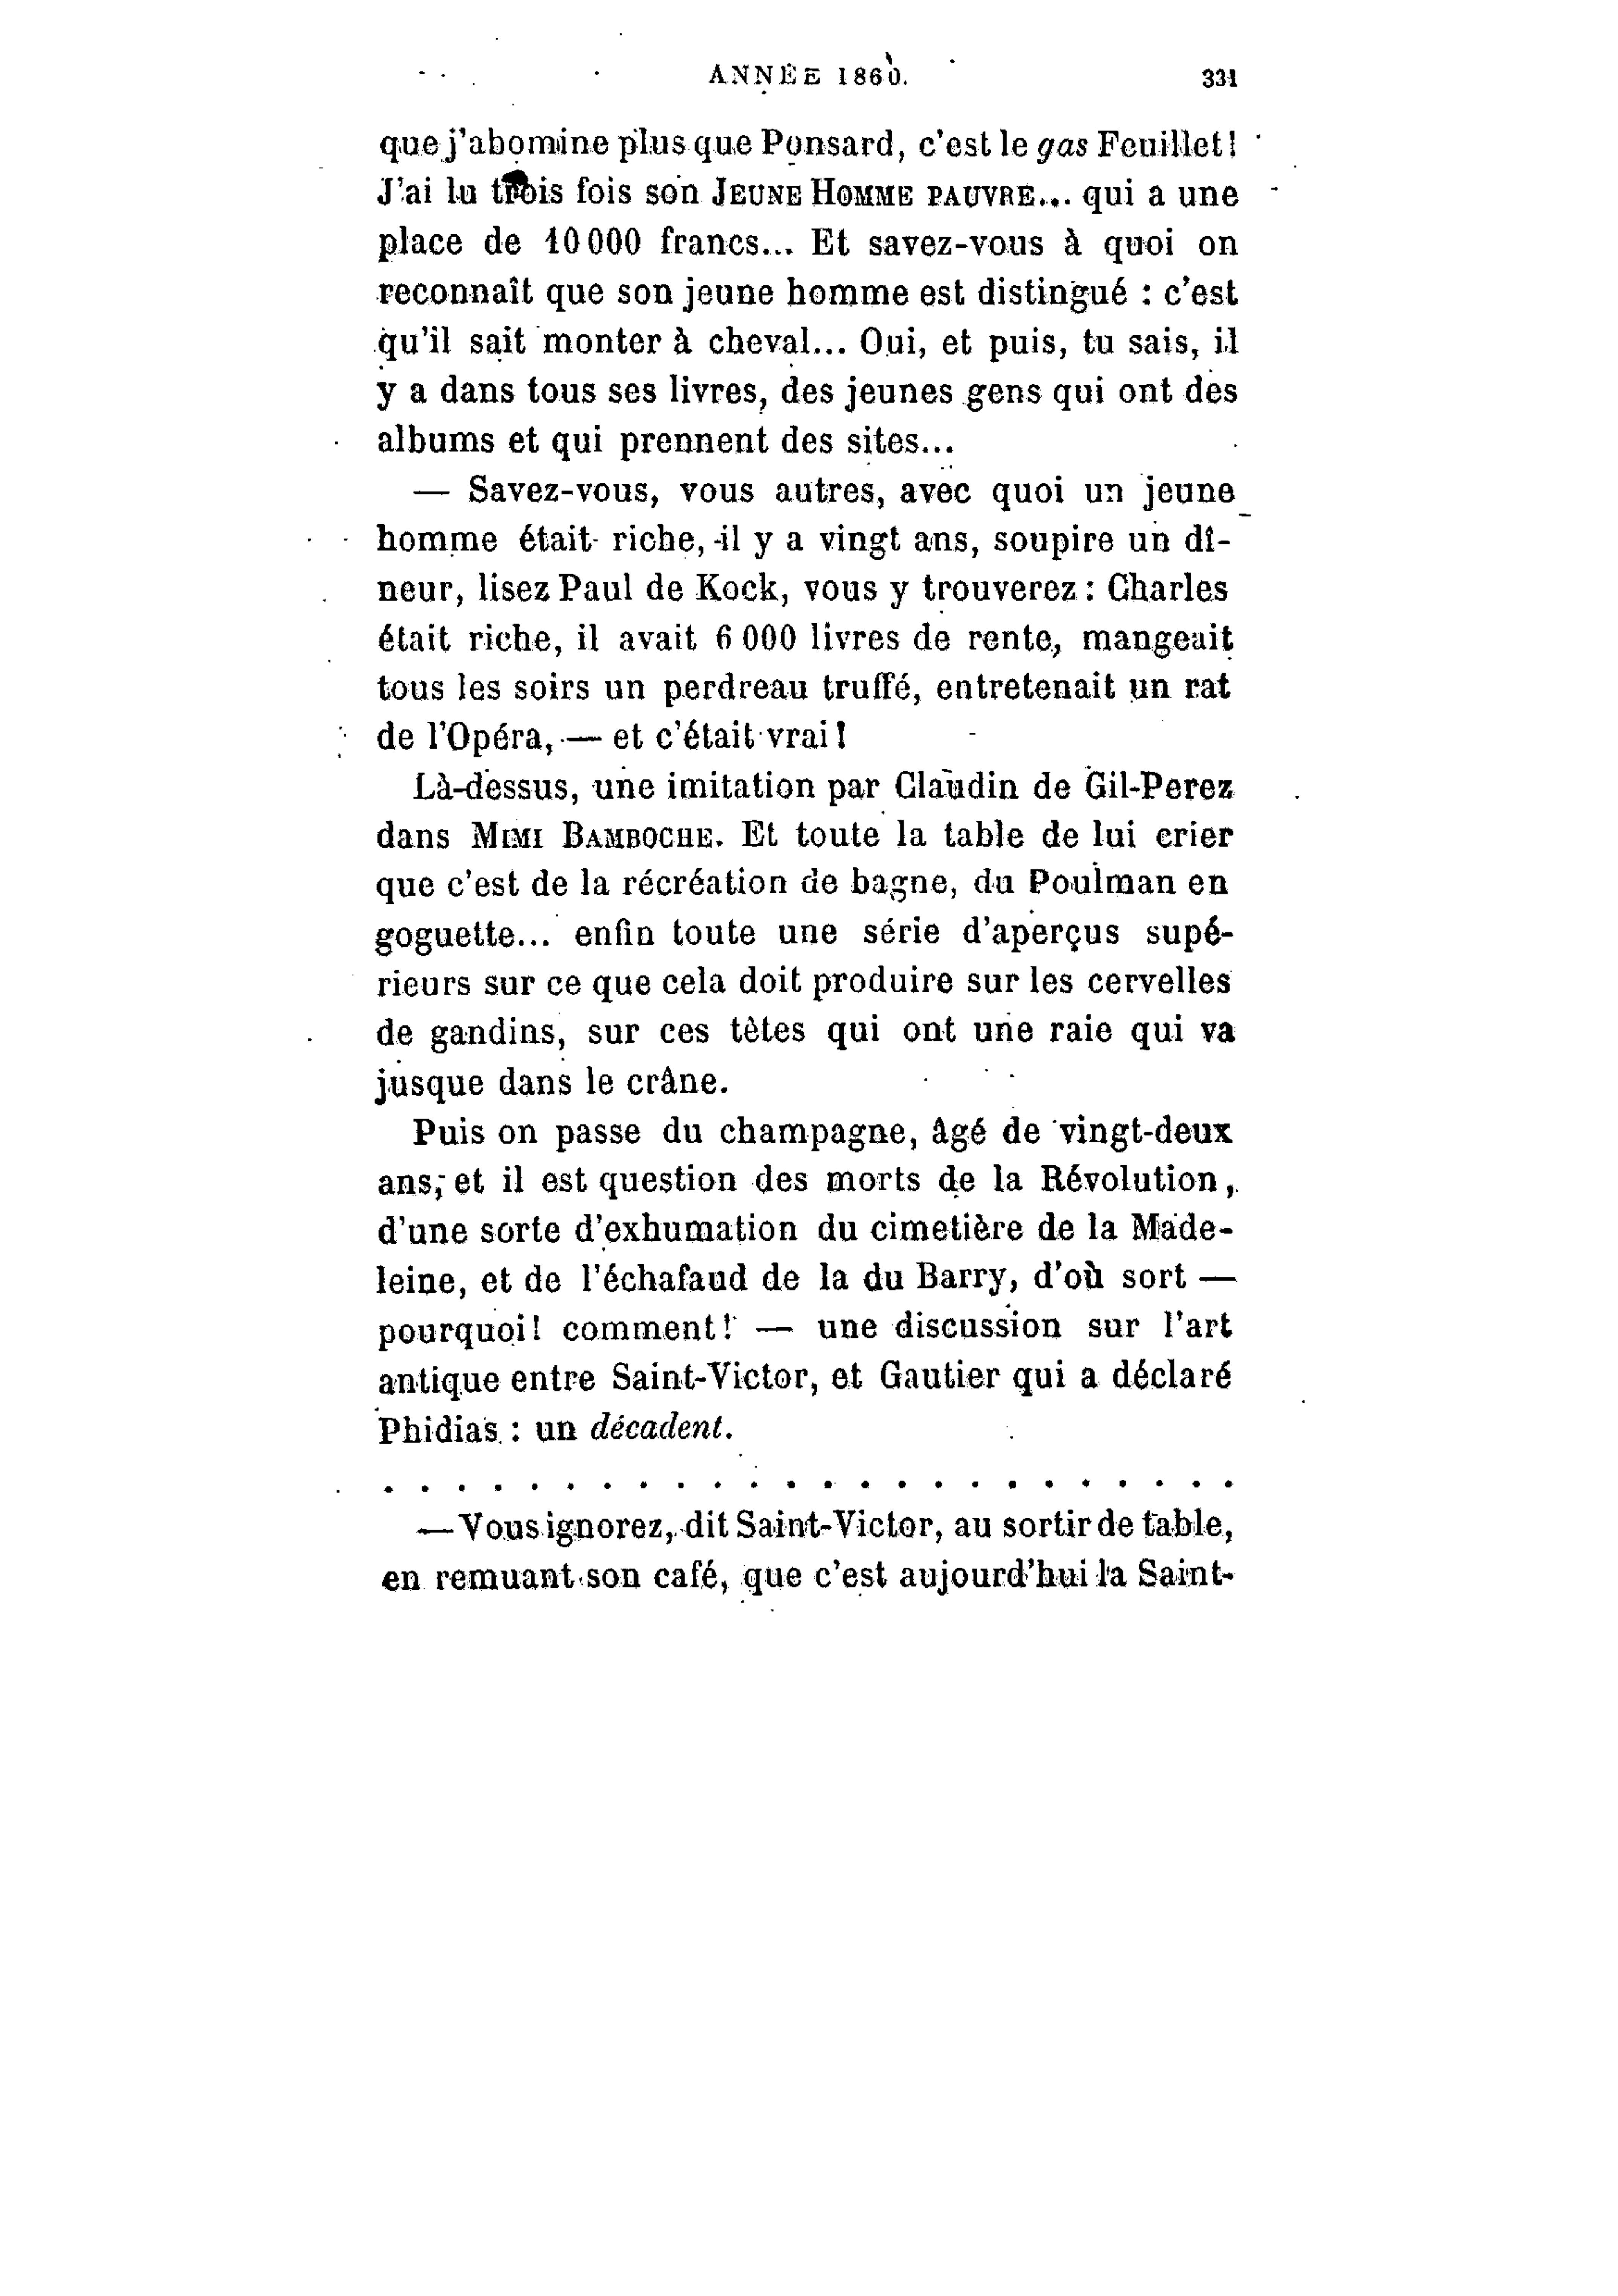 ANNÉE 1860. 331
que j'abomine plus que Ponsard, c'est le gas Feuillet!
J'ai lu trois fois son JEUNE HOMME PAUVRE... qui a une
place de 10 000 francs... Et savez-vous à quoi on
reconnaît que son jeune homme est distingué : c'est
qu'il sait monter à cheval... Oui, et puis, tu sais, il
y a dans tous ses livres, des jeunes gens qui ont des
albums et qui prennent des sites...
— Savez-vous, vous autres, avec quoi un jeune
homme était riche, il y a vingt ans, soupire un dî-
neur, lisez Paul de Kock, vous y trouverez : Charles
était riche, il avait 6 000 livres de rente, mangeait
tous les soirs un perdreau truffé, entretenait un rat
de l'Opéra, — et c'était vrai!
Là-dessus, une imitation par Claudin de Gil-Perez
dans MIMI BAMBOCHE. Et toute la table de lui crier
que c'est de la récréation de bagne, du Poulman en
goguette... enfin toute une série d'aperçus supé-
rieurs sur ce que cela doit produire sur les cervelles
de gandins, sur ces têtes qui ont une raie qui va
jusque dans le crâne.
Puis on passe du champagne, âgé de vingt-deux
ans, et il est question des morts de la Révolution,
d'une sorte d'exhumation du cimetière de la Made-
leine, et de l'échafaud de la du Barry, d'où sort —
pourquoi! comment! — une discussion sur l'art
antique entre Saint-Victor, et Gautier qui a déclaré
Phidias : un décadent.
. . . . . . . . . . . . . . . . . . . . . . . .
— Vous ignorez, dit Saint-Victor, au sortir de table,
en remuant son café, que c'est aujourd'hui la Saint-